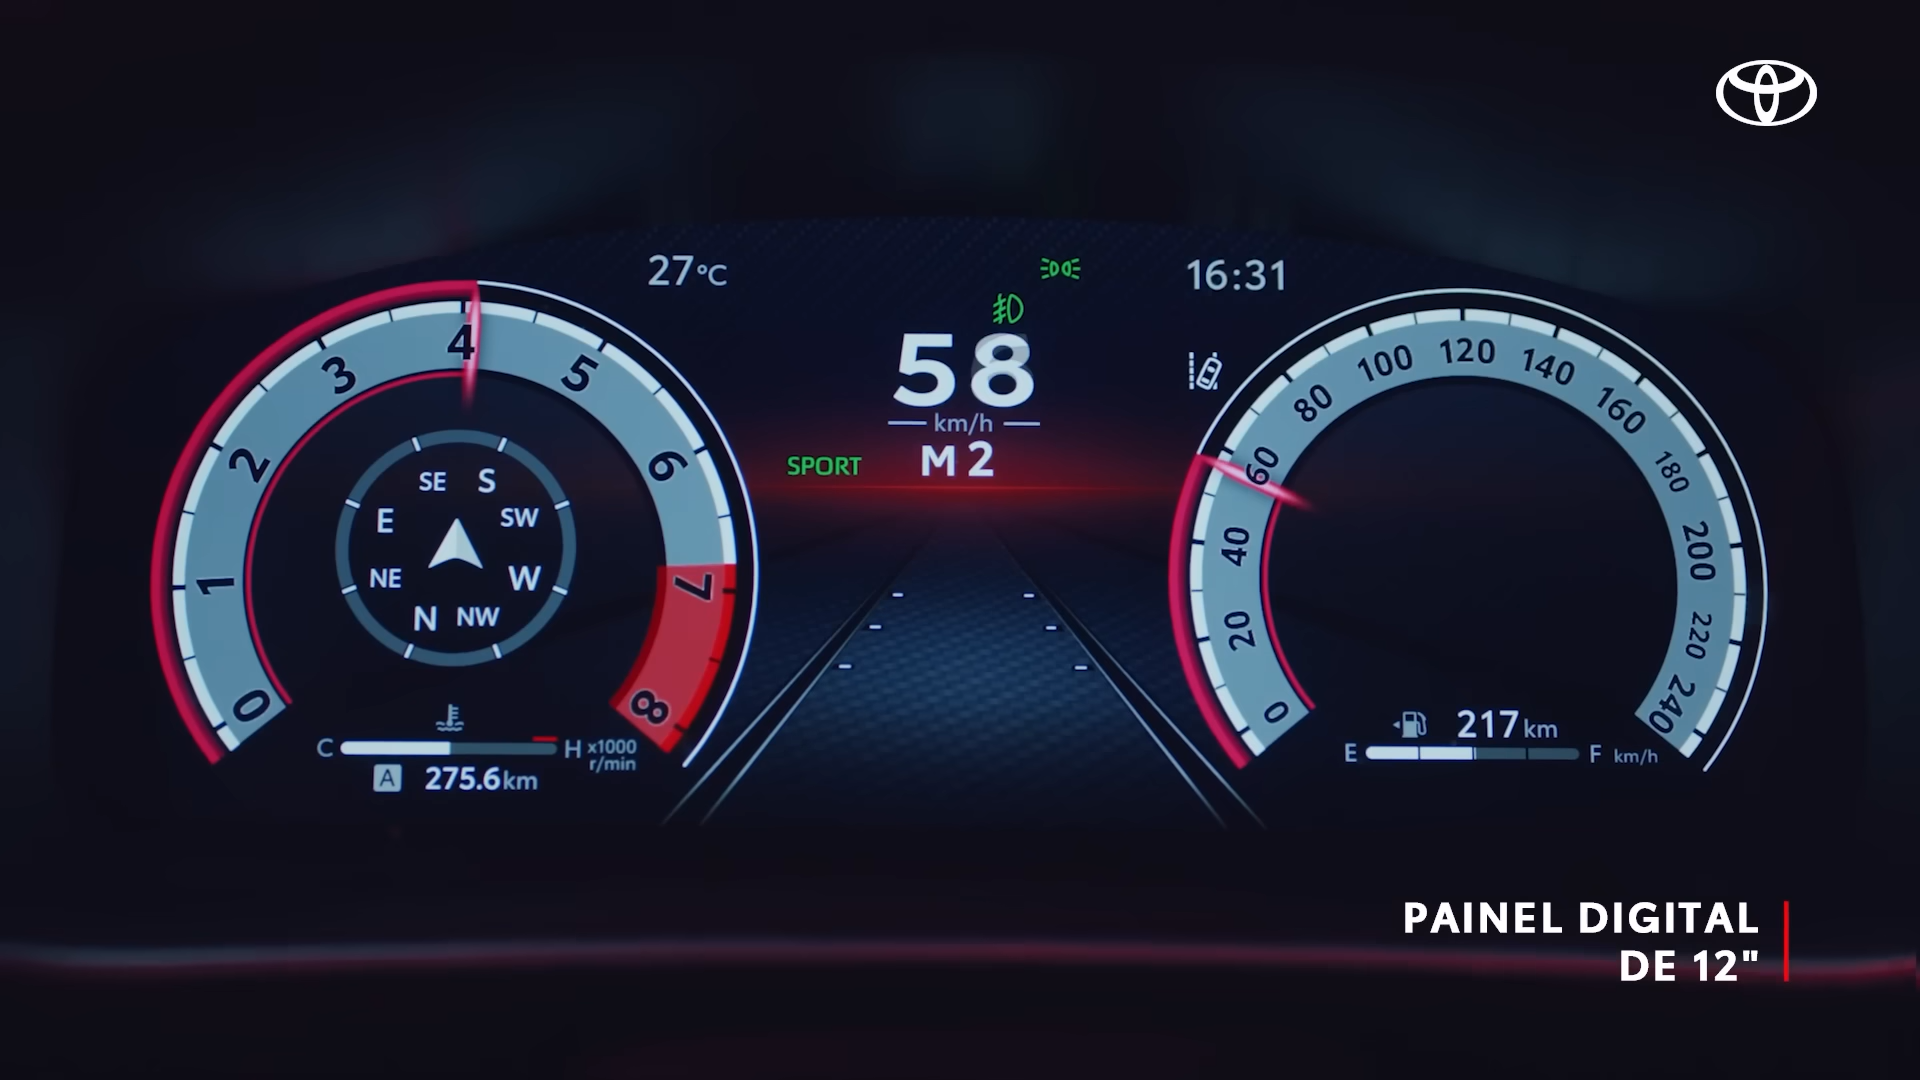 27°C
16:31
58
km/h
SPORT
M 2
0
1
2
3
4
5
6
7
8
SE
S
E
SW
NE
W
N
NW
C
H
x1000
r/min
A
275.6km
0
20
40
60
80
100
120
140
160
180
200
220
240
217km
E
F
km/h
PAINEL DIGITAL
DE 12"